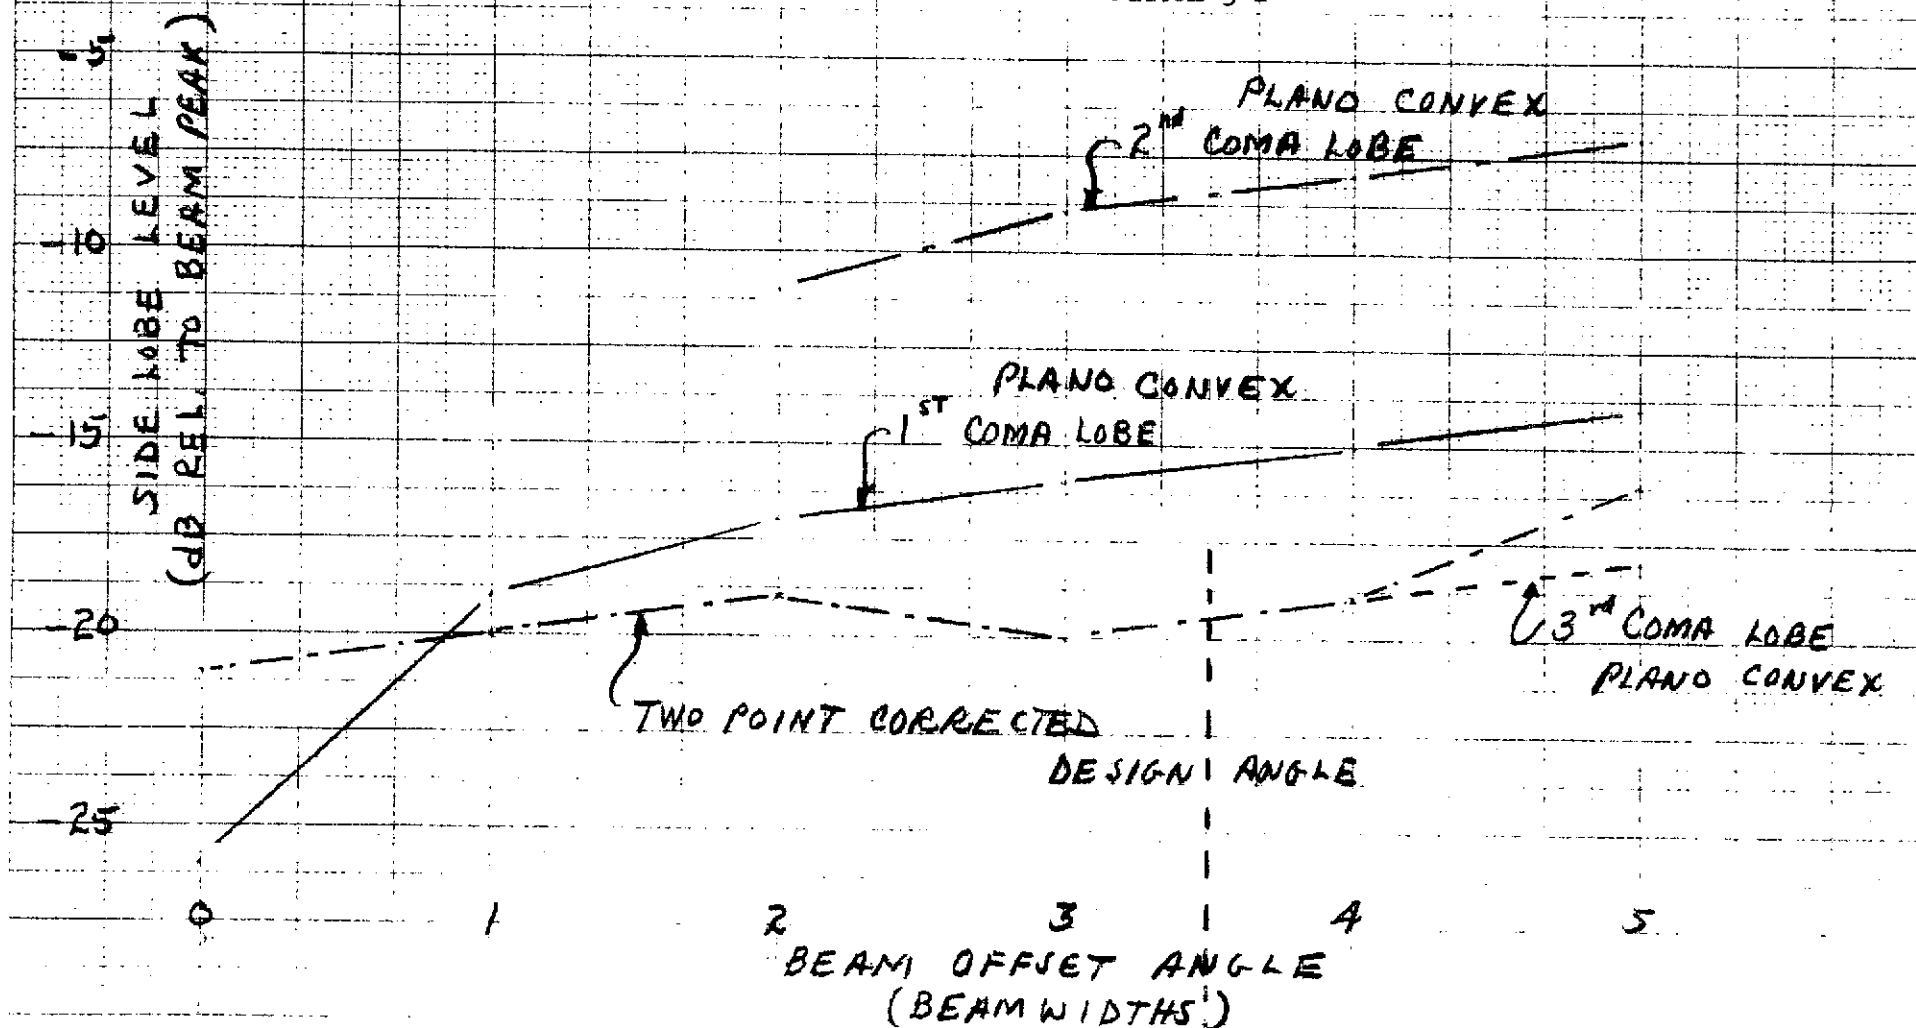 -5
SIDE LOBE LEVEL
(dB REL. TO BEAM PEAK)
-10
-15
-20
-25
PLANO CONVEX
2nd COMA LOBE
PLANO CONVEX
1ST COMA LOBE
TWO POINT CORRECTED
3rd COMA LOBE
PLANO CONVEX
DESIGN ANGLE
0 1 2 3 4 5
BEAM OFFSET ANGLE
(BEAMWIDTHS)